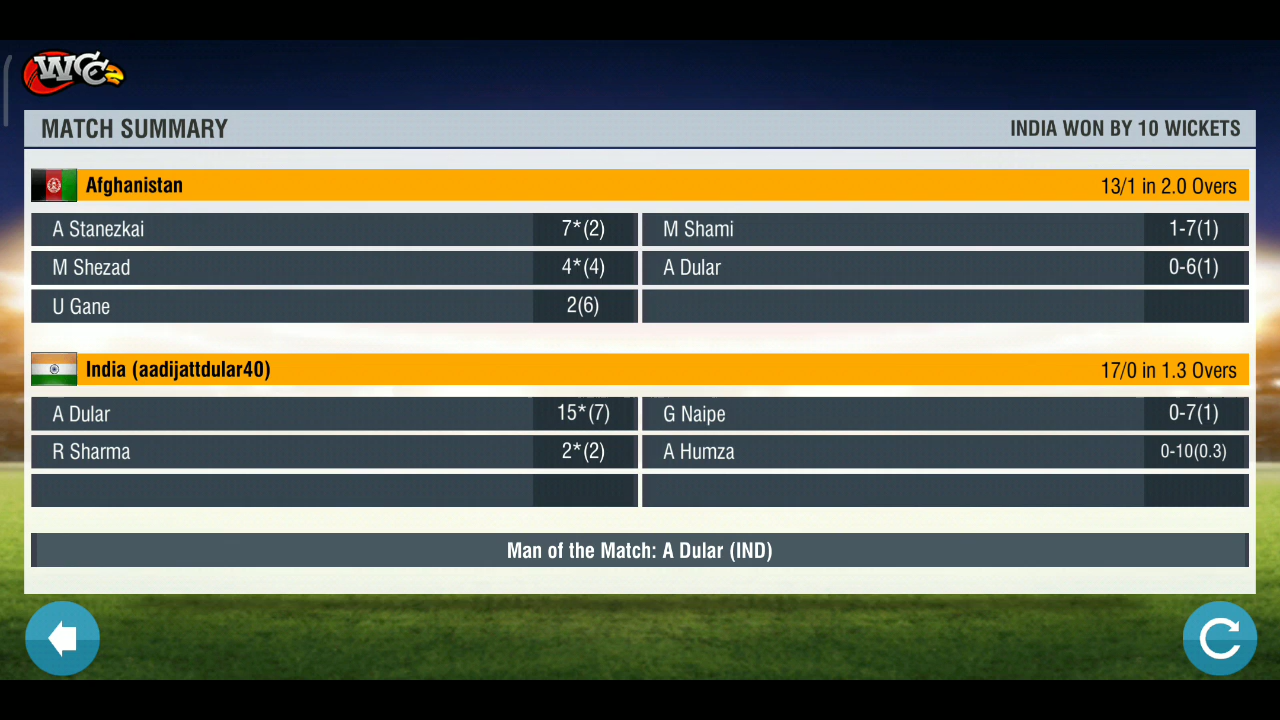 WCC
MATCH SUMMARY INDIA WON BY 10 WICKETS
Afghanistan 13/1 in 2.0 Overs
A Stanezkai 7*(2) M Shami 1-7(1)
M Shezad 4*(4) A Dular 0-6(1)
U Gane 2(6)
India (aadijattdular40) 17/0 in 1.3 Overs
A Dular 15*(7) G Naipe 0-7(1)
R Sharma 2*(2) A Humza 0-10(0.3)
Man of the Match: A Dular (IND)